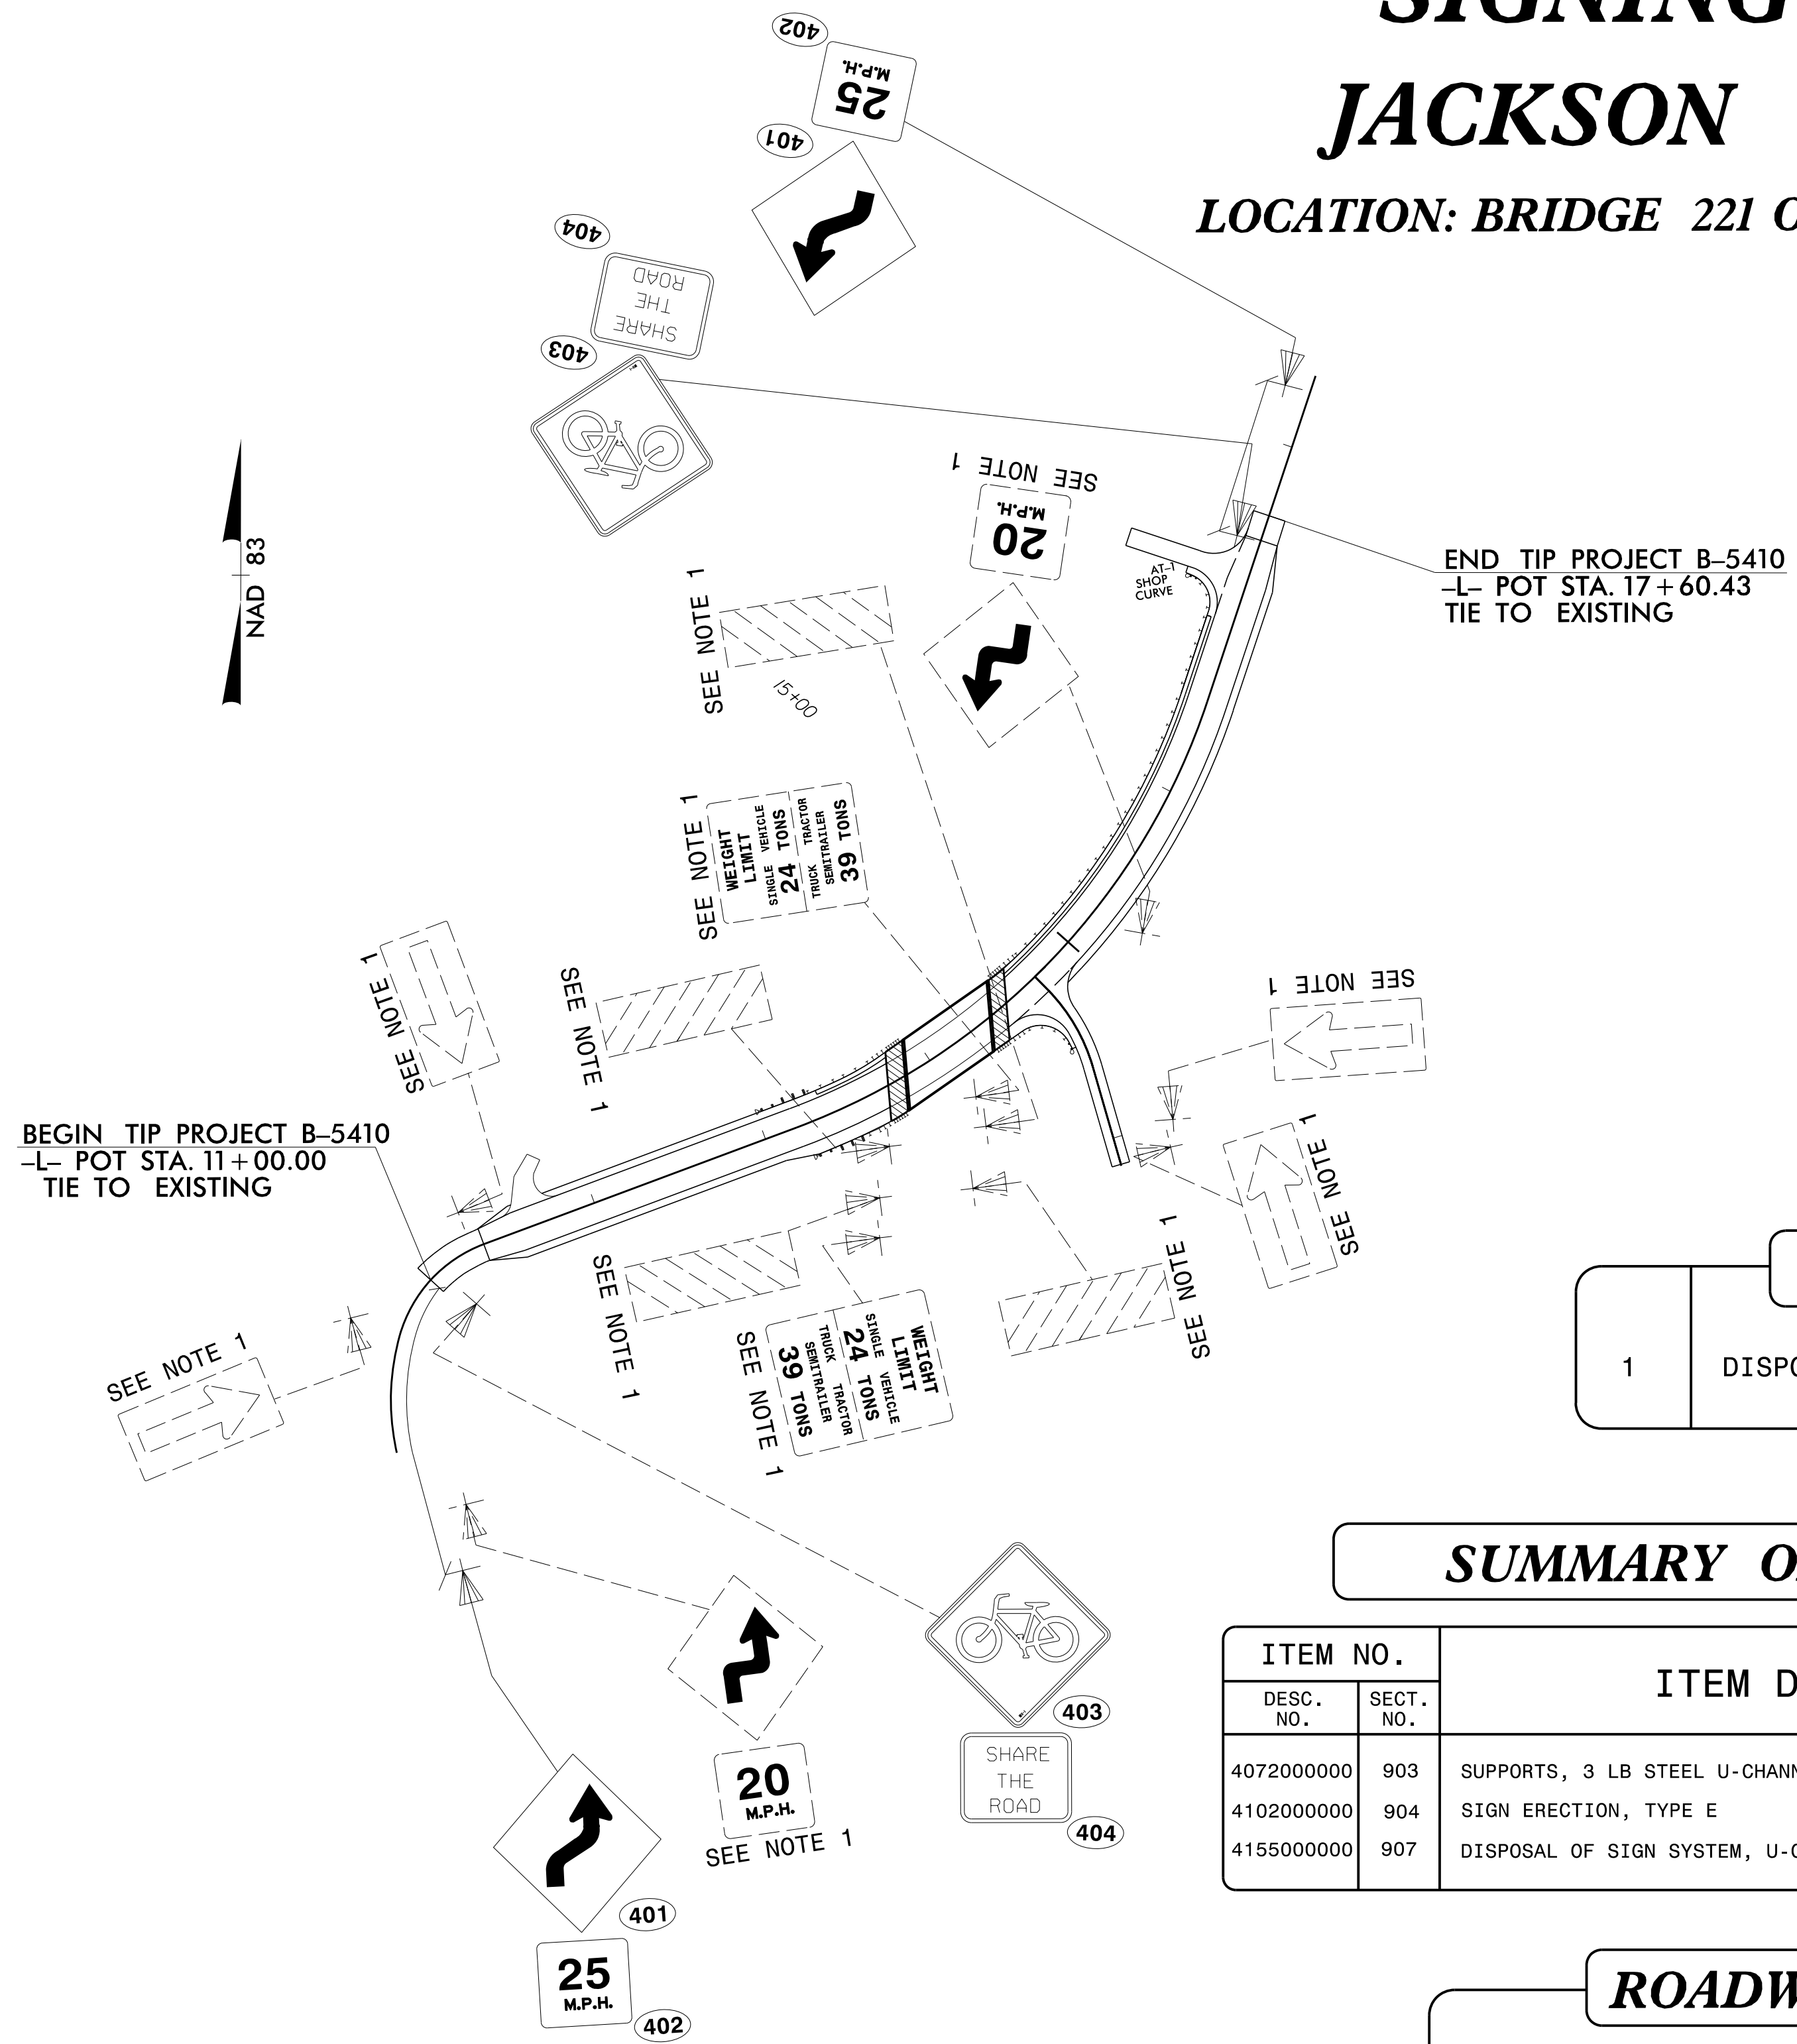 SIGNING
JACKSON
LOCATION: BRIDGE 221 O
402
25
M.P.H.
401
404
SHARE
THE
ROAD
403
SEE NOTE 1
20
M.P.H.
NAD 83
AT-1
SHOP
CURVE
END TIP PROJECT B-5410
-L- POT STA. 17+60.43
TIE TO EXISTING
SEE NOTE 1
15+00
SEE NOTE 1
WEIGHT
LIMIT
SINGLE VEHICLE
24 TONS
TRUCK TRACTOR
SEMITRAILER
39 TONS
SEE NOTE 1
SEE NOTE 1
SEE NOTE 1
BEGIN TIP PROJECT B-5410
-L- POT STA. 11+00.00
TIE TO EXISTING
SEE NOTE 1
SEE NOTE 1
SEE NOTE 1
SEE NOTE 1
WEIGHT
LIMIT
SINGLE VEHICLE
24 TONS
TRUCK TRACTOR
SEMITRAILER
39 TONS
SEE NOTE 1
SEE NOTE 1
1 DISPO
SUMMARY O
ITEM NO.
ITEM D
DESC.
NO.
SECT.
NO.
4072000000 903 SUPPORTS, 3 LB STEEL U-CHANN
4102000000 904 SIGN ERECTION, TYPE E
4155000000 907 DISPOSAL OF SIGN SYSTEM, U-C
403
SHARE
THE
ROAD
404
20
M.P.H.
SEE NOTE 1
401
25
M.P.H.
402
ROADW